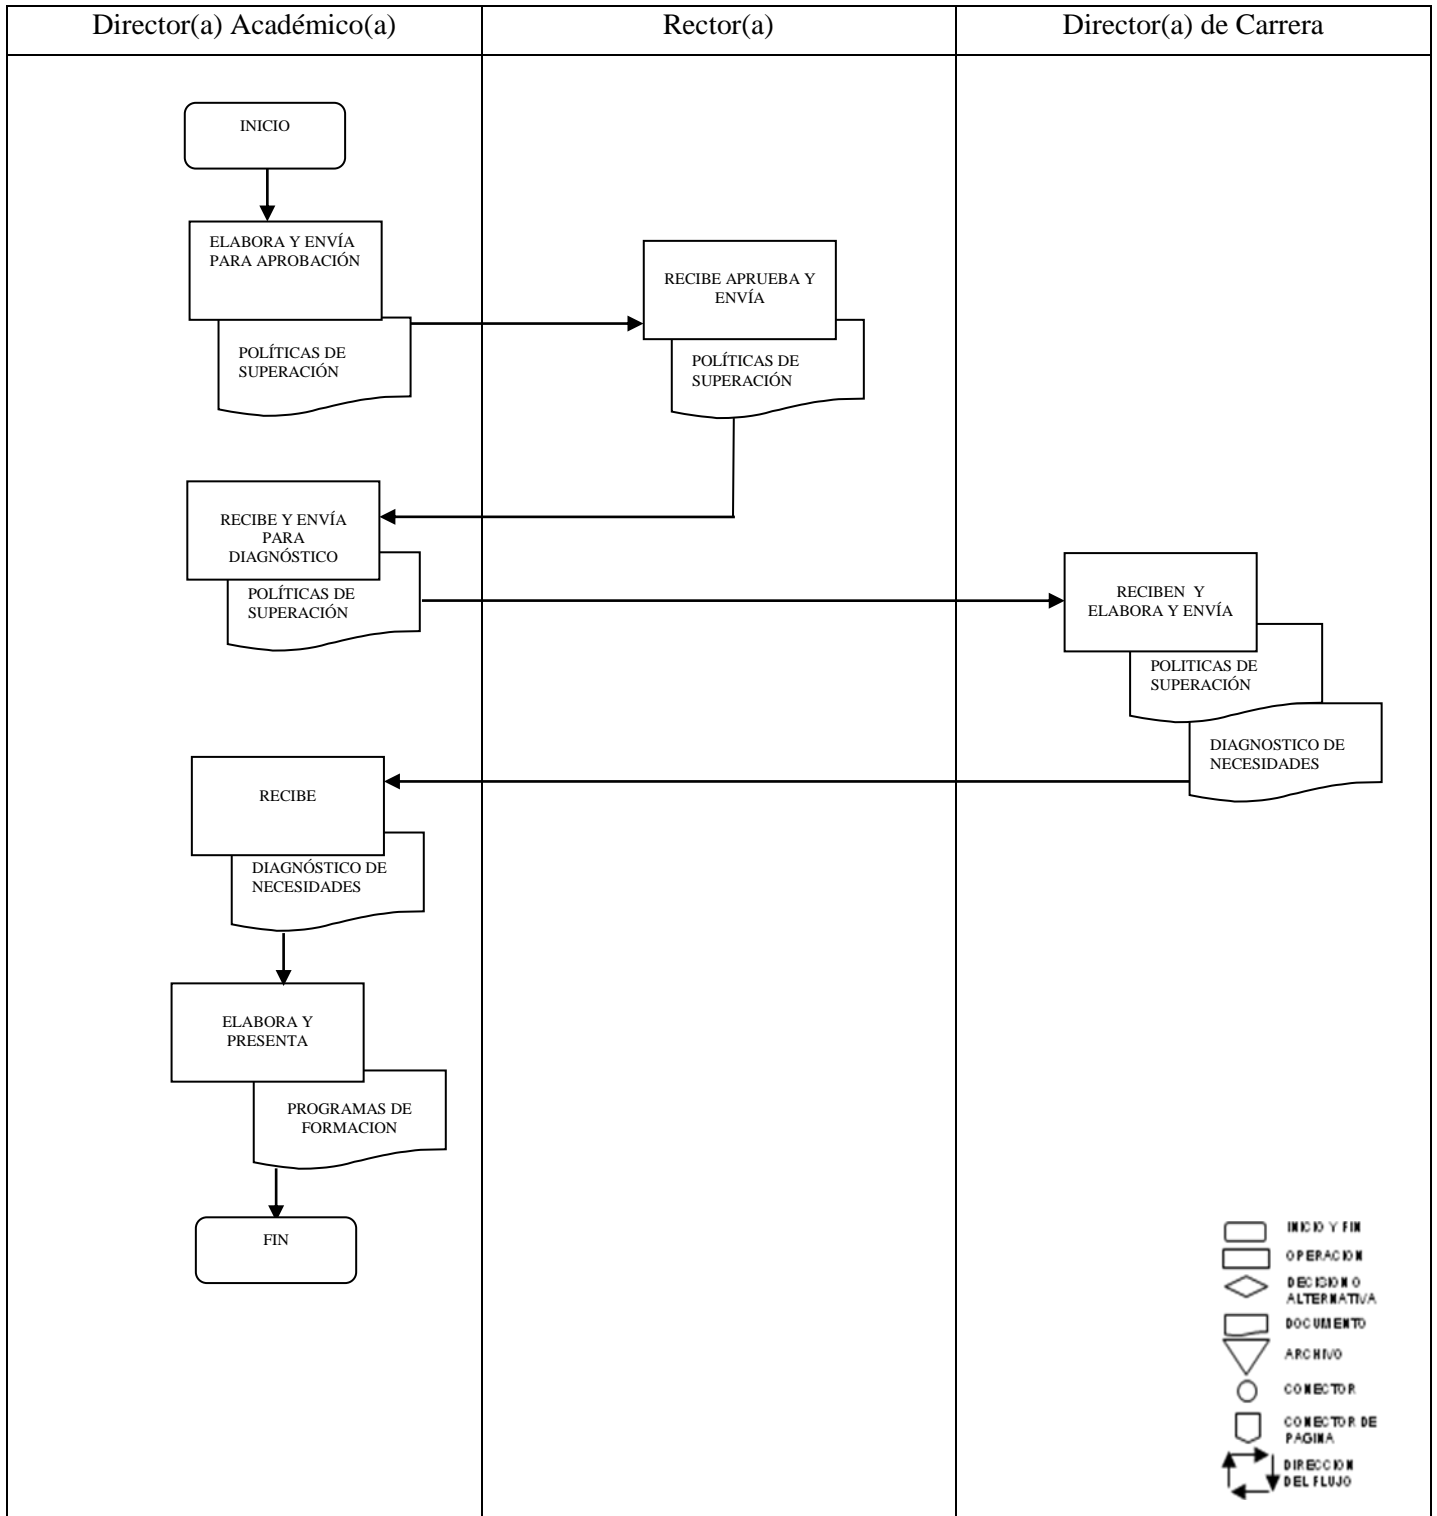 Director(a) Académico(a)
Rector(a)
Director(a) de Carrera
INICIO
ELABORA Y ENVÍA
PARA APROBACIÓN
POLÍTICAS DE
SUPERACIÓN
RECIBE APRUEBA Y
ENVÍA
POLÍTICAS DE
SUPERACIÓN
RECIBE Y ENVÍA
PARA
DIAGNÓSTICO
POLÍTICAS DE
SUPERACIÓN
RECIBEN Y
ELABORA Y ENVÍA
POLITICAS DE
SUPERACIÓN
DIAGNOSTICO DE
NECESIDADES
RECIBE
DIAGNÓSTICO DE
NECESIDADES
ELABORA Y
PRESENTA
PROGRAMAS DE
FORMACION
FIN
INICIO Y FIN
OPERACION
DECISION O
ALTERNATIVA
DOCUMENTO
ARCHIVO
CONECTOR
CONECTOR DE
PAGINA
DIRECCION
DEL FLUJO